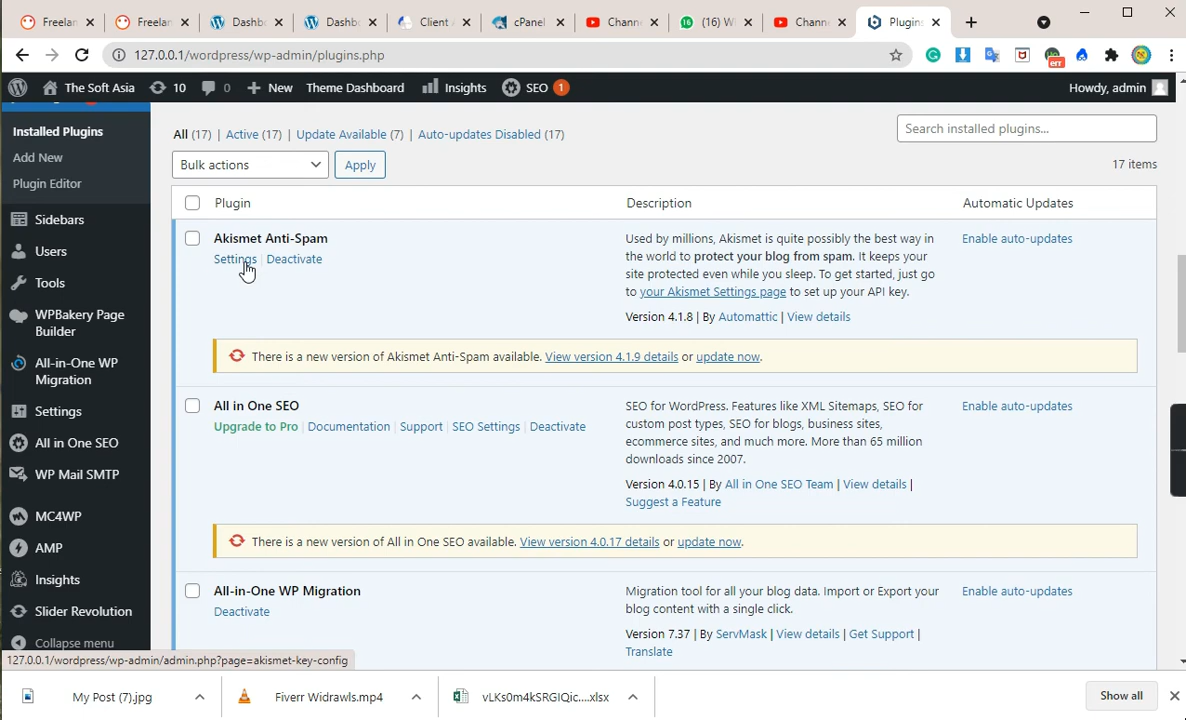 Freelan
Freelan
Dashb
Dashb
Client
cPanel
Chann
(16) W
Chann
Plugins
127.0.0.1/wordpress/wp-admin/plugins.php
err
The Soft Asia
10
0
New
Theme Dashboard
Insights
SEO
1
Howdy, admin
Installed Plugins
Add New
Plugin Editor
Sidebars
Users
Tools
WPBakery Page
Builder
All-in-One WP
Migration
Settings
All in One SEO
WP Mail SMTP
MC4WP
AMP
Insights
Slider Revolution
Collapse menu
All (17) | Active (17) | Update Available (7) | Auto-updates Disabled (17)
Search installed plugins...
Bulk actions
Apply
17 items
Plugin
Description
Automatic Updates
Akismet Anti-Spam
Settings | Deactivate
Used by millions, Akismet is quite possibly the best way in
the world to protect your blog from spam. It keeps your
site protected even while you sleep. To get started, just go
to your Akismet Settings page to set up your API key.
Version 4.1.8 | By Automattic | View details
Enable auto-updates
There is a new version of Akismet Anti-Spam available. View version 4.1.9 details or update now.
All in One SEO
Upgrade to Pro | Documentation | Support | SEO Settings | Deactivate
SEO for WordPress. Features like XML Sitemaps, SEO for
custom post types, SEO for blogs, business sites,
ecommerce sites, and much more. More than 65 million
downloads since 2007.
Version 4.0.15 | By All in One SEO Team | View details |
Suggest a Feature
Enable auto-updates
There is a new version of All in One SEO available. View version 4.0.17 details or update now.
All-in-One WP Migration
Deactivate
Migration tool for all your blog data. Import or Export your
blog content with a single click.
Version 7.37 | By ServMask | View details | Get Support |
Translate
Enable auto-updates
127.0.0.1/wordpress/wp-admin/admin.php?page=akismet-key-config
My Post (7).jpg
Fiverr Widrawls.mp4
vLKs0m4kSRGIQic....xlsx
Show all